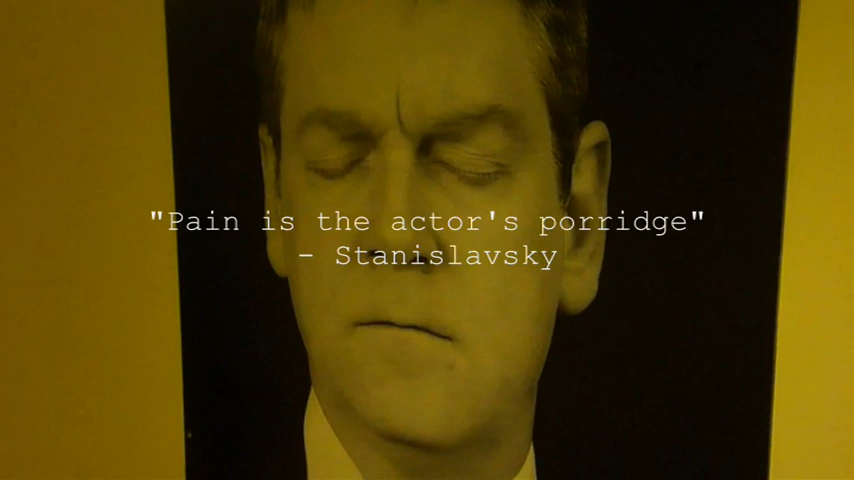 "Pain is the actor's porridge"
- Stanislavsky